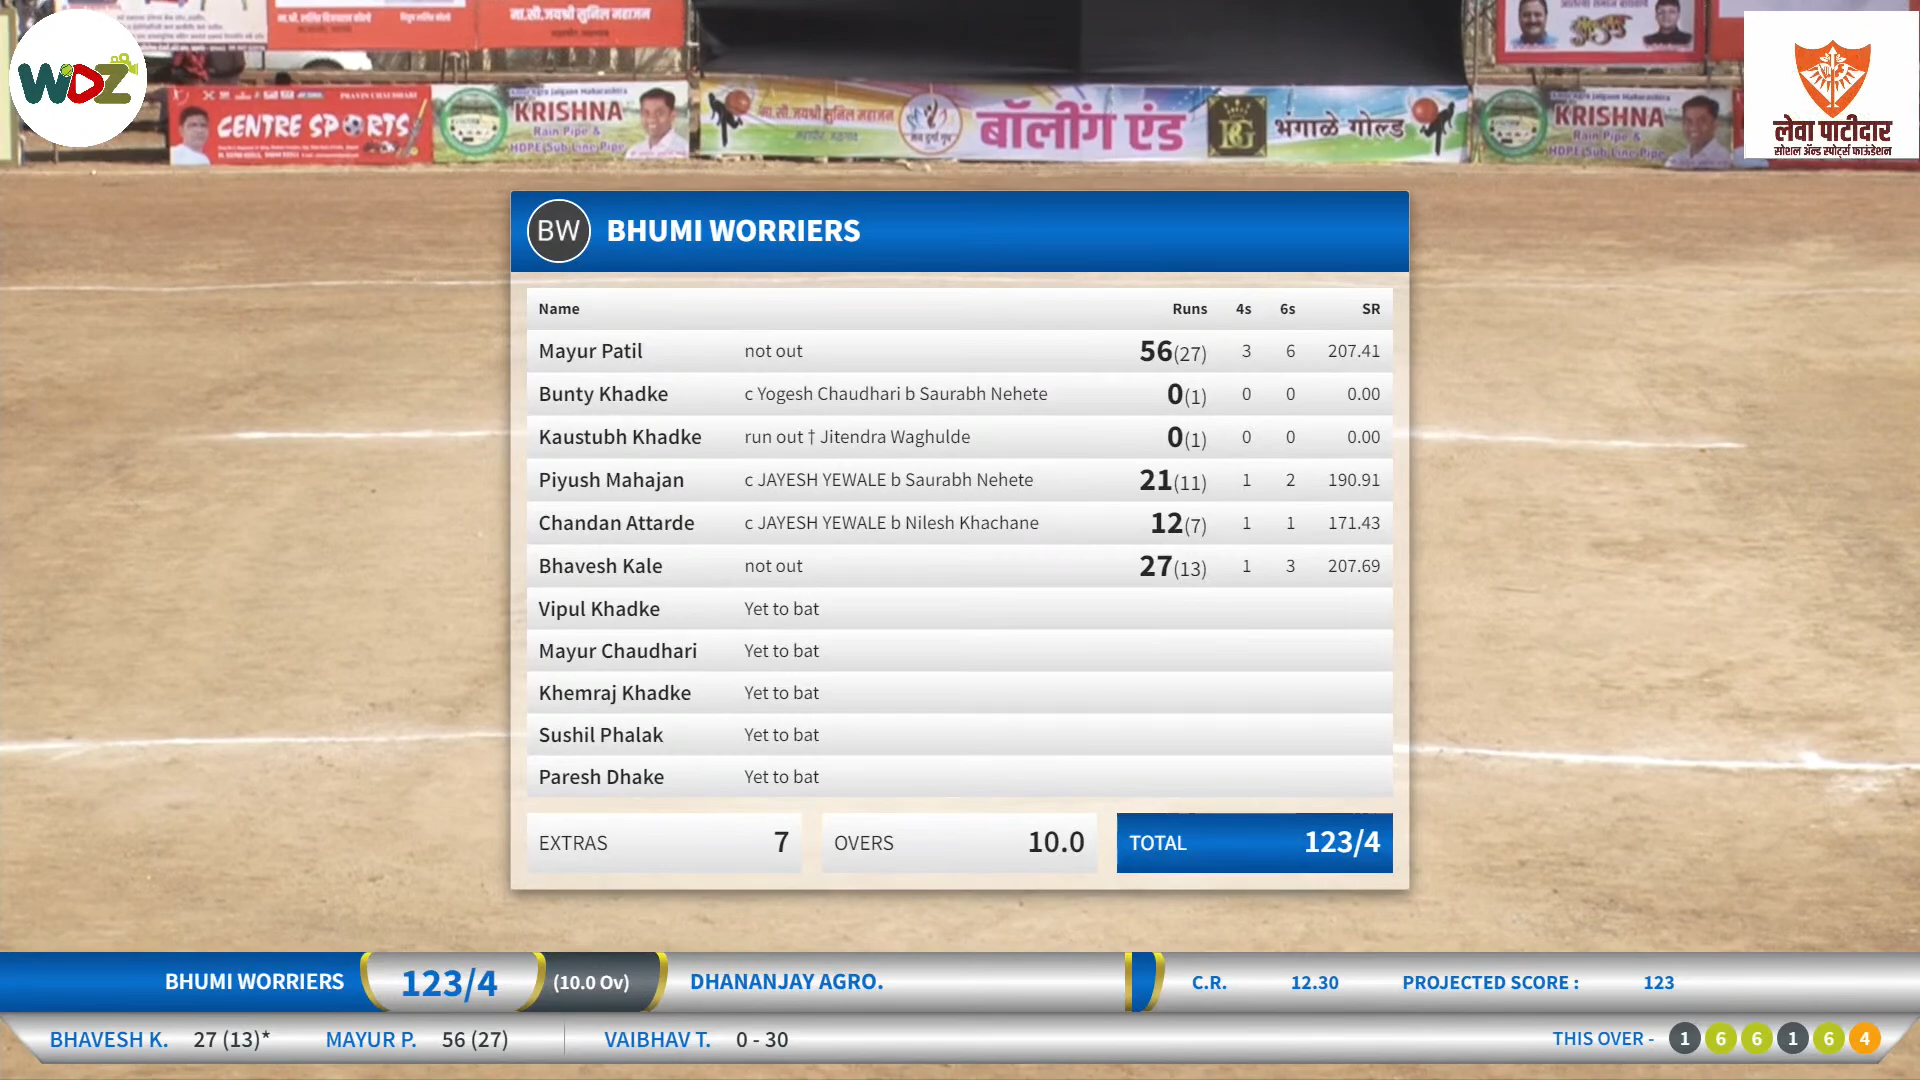 मा.सौ.जयश्री सुनिल महाजन
WDZ
CENTRE SPORTS
KRISHNA
Rain Pipe &
HDPE Sub Line Pipe
मा.सौ.जयश्री सुनिल महाजन
बॉलींग एंड
BG
भंगाळे गोल्ड
KRISHNA
Rain Pipe &
HDPE Sub Line Pipe
लेवा पाटीदार
सोशल ॲन्ड स्पोर्ट्स फाऊंडेशन
BW BHUMI WORRIERS
Name Runs 4s 6s SR
Mayur Patil not out 56(27) 3 6 207.41
Bunty Khadke c Yogesh Chaudhari b Saurabh Nehete 0(1) 0 0 0.00
Kaustubh Khadke run out † Jitendra Waghulde 0(1) 0 0 0.00
Piyush Mahajan c JAYESH YEWALE b Saurabh Nehete 21(11) 1 2 190.91
Chandan Attarde c JAYESH YEWALE b Nilesh Khachane 12(7) 1 1 171.43
Bhavesh Kale not out 27(13) 1 3 207.69
Vipul Khadke Yet to bat
Mayur Chaudhari Yet to bat
Khemraj Khadke Yet to bat
Sushil Phalak Yet to bat
Paresh Dhake Yet to bat
EXTRAS 7 OVERS 10.0 TOTAL 123/4
BHUMI WORRIERS 123/4 (10.0 Ov) DHANANJAY AGRO. C.R. 12.30 PROJECTED SCORE : 123
BHAVESH K. 27 (13)* MAYUR P. 56 (27) VAIBHAV T. 0 - 30 THIS OVER - 1 6 6 1 6 4